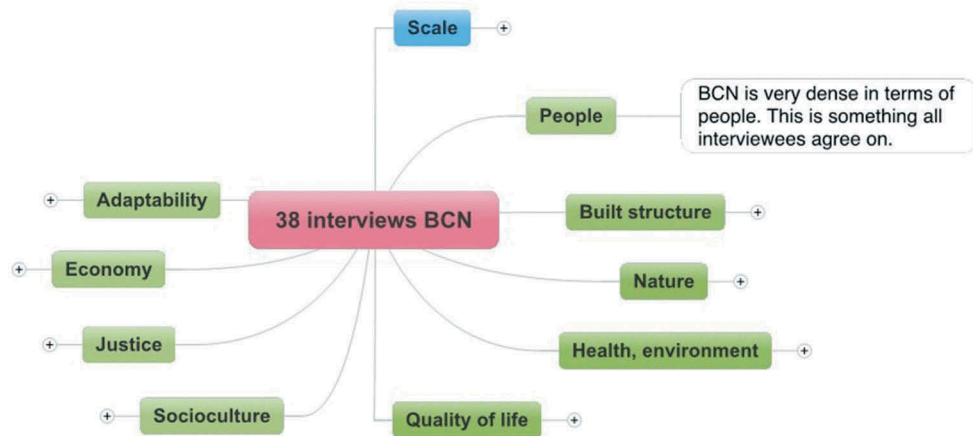 Scale
People
BCN is very dense in terms of
people. This is something all
interviewees agree on.
Adaptability
38 interviews BCN
Built structure
Economy
Nature
Justice
Health, environment
Socioculture
Quality of life